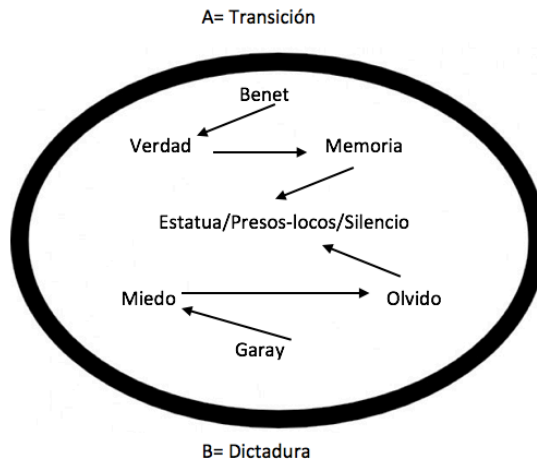 A= Transición
Benet
Verdad
Memoria
Estatua/Presos-locos/Silencio
Miedo
Olvido
Garay
B= Dictadura